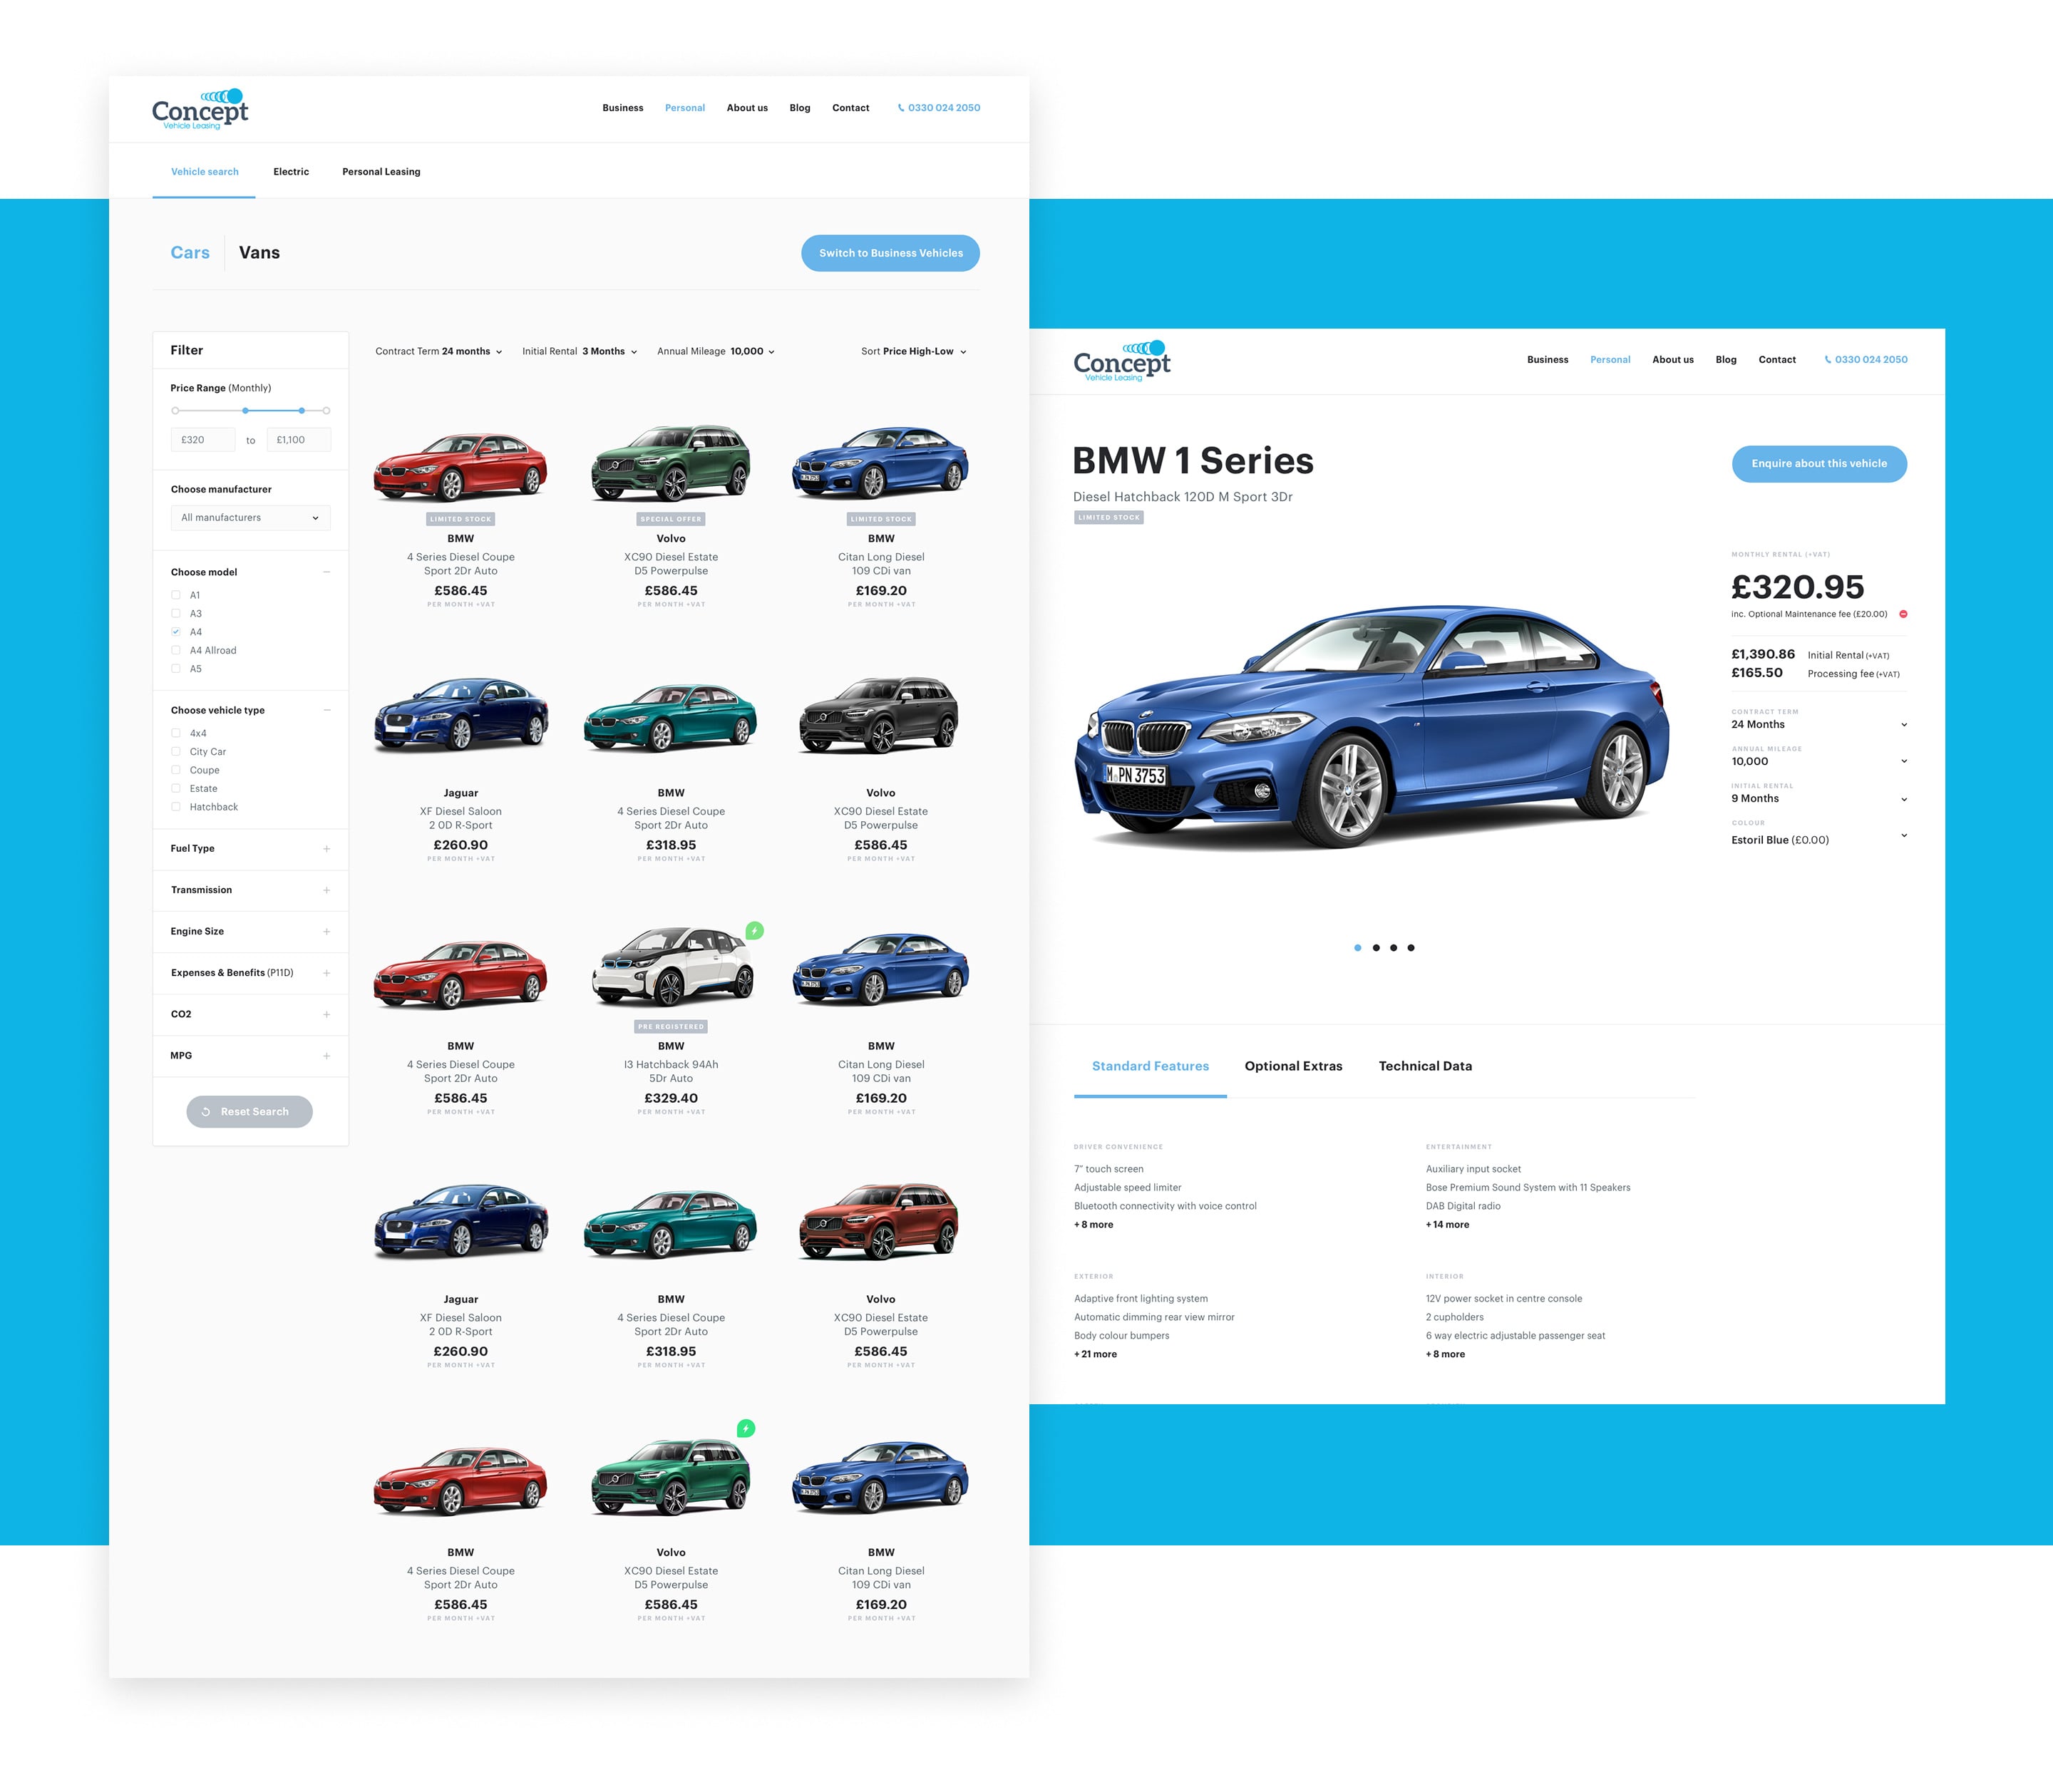 Concept
Vehicle Leasing
Business Personal About us Blog Contact 0330 024 2050
Vehicle search Electric Personal Leasing
Cars Vans Switch to Business Vehicles
Filter
Price Range (Monthly)
£320 to £1,100
Choose manufacturer
All manufacturers
Choose model
A1
A3
A4
A4 Allroad
A5
Choose vehicle type
4x4
City Car
Coupe
Estate
Hatchback
Fuel Type
Transmission
Engine Size
Expenses & Benefits (P11D)
CO2
MPG
Reset Search
Contract Term 24 months Initial Rental 3 Months Annual Mileage 10,000 Sort Price High-Low
LIMITED STOCK SPECIAL OFFER LIMITED STOCK
BMW Volvo BMW
4 Series Diesel Coupe XC90 Diesel Estate Citan Long Diesel
Sport 2Dr Auto D5 Powerpulse 109 CDi van
£586.45 £586.45 £169.20
PER MONTH +VAT PER MONTH +VAT PER MONTH +VAT
Jaguar BMW Volvo
XF Diesel Saloon 4 Series Diesel Coupe XC90 Diesel Estate
2 0D R-Sport Sport 2Dr Auto D5 Powerpulse
£260.90 £318.95 £586.45
PER MONTH +VAT PER MONTH +VAT PER MONTH +VAT
PRE REGISTERED
BMW BMW BMW
4 Series Diesel Coupe I3 Hatchback 94Ah Citan Long Diesel
Sport 2Dr Auto 5Dr Auto 109 CDi van
£586.45 £329.40 £169.20
PER MONTH +VAT PER MONTH +VAT PER MONTH +VAT
Jaguar BMW Volvo
XF Diesel Saloon 4 Series Diesel Coupe XC90 Diesel Estate
2 0D R-Sport Sport 2Dr Auto D5 Powerpulse
£260.90 £318.95 £586.45
PER MONTH +VAT PER MONTH +VAT PER MONTH +VAT
BMW Volvo BMW
4 Series Diesel Coupe XC90 Diesel Estate Citan Long Diesel
Sport 2Dr Auto D5 Powerpulse 109 CDi van
£586.45 £586.45 £169.20
PER MONTH +VAT PER MONTH +VAT PER MONTH +VAT
Concept
Vehicle Leasing
Business Personal About us Blog Contact 0330 024 2050
BMW 1 Series
Enquire about this vehicle
Diesel Hatchback 120D M Sport 3Dr
LIMITED STOCK
M PN 3753
MONTHLY RENTAL (+VAT)
£320.95
inc. Optional Maintenance fee (£20.00)
£1,390.86 Initial Rental (+VAT)
£165.50 Processing fee (+VAT)
CONTRACT TERM
24 Months
ANNUAL MILEAGE
10,000
INITIAL RENTAL
9 Months
COLOUR
Estoril Blue (£0.00)
Standard Features Optional Extras Technical Data
DRIVER CONVENIENCE
7" touch screen
Adjustable speed limiter
Bluetooth connectivity with voice control
+ 8 more
ENTERTAINMENT
Auxiliary input socket
Bose Premium Sound System with 11 Speakers
DAB Digital radio
+ 14 more
EXTERIOR
Adaptive front lighting system
Automatic dimming rear view mirror
Body colour bumpers
+ 21 more
INTERIOR
12V power socket in centre console
2 cupholders
6 way electric adjustable passenger seat
+ 8 more